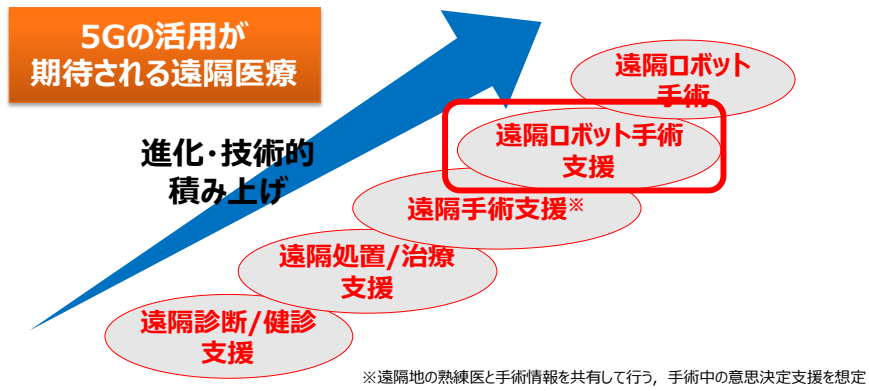 5Gの活用が
期待される遠隔医療
進化・技術的
積み上げ
遠隔ロボット
手術
遠隔ロボット手術
支援
遠隔手術支援※
遠隔処置/治療
支援
遠隔診断/健診
支援
※遠隔地の熟練医と手術情報を共有して行う，手術中の意思決定支援を想定